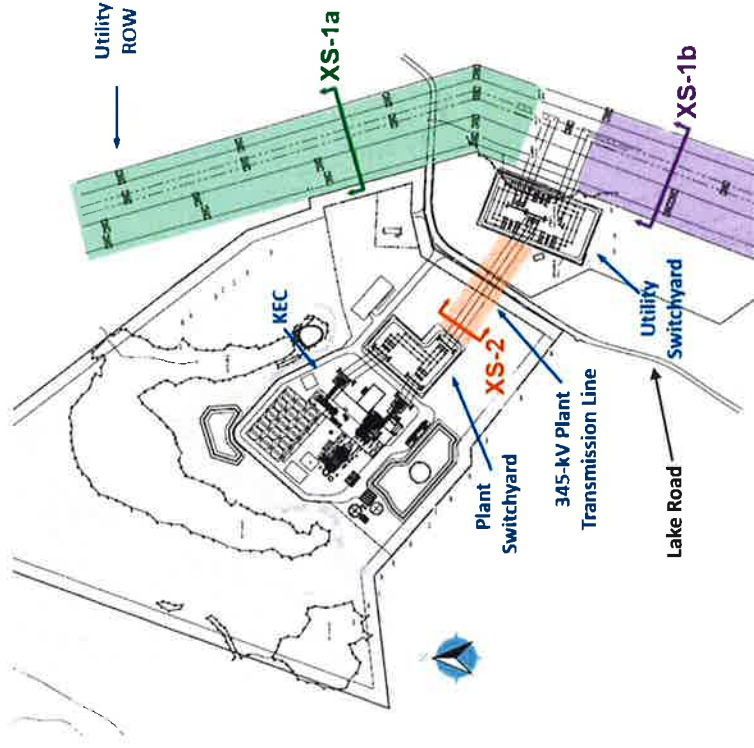 Utility
ROW
XS-1a
XS-1b
KEC
XS-2
Plant
Switchyard
345-kV Plant
Transmission Line
Utility
Switchyard
Lake Road